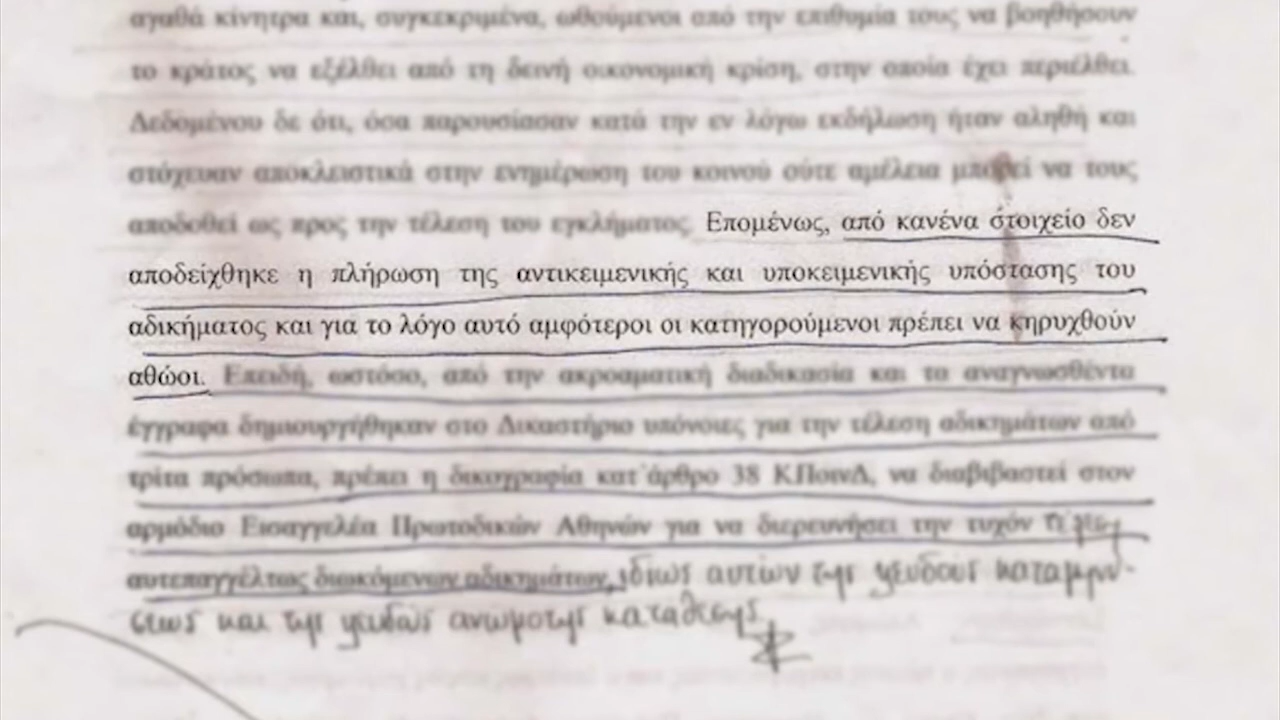 αγαθά κίνητρα και, συγκεκριμένα, ωθούμενοι από την επιθυμία τους να βοηθήσουν
το κράτος να εξέλθει από τη δεινή οικονομική κρίση, στην οποία έχει περιέλθει.
Δεδομένου δε ότι, όσα παρουσίασαν κατά την εν λόγω εκδήλωση ήταν αληθή και
στόχευαν αποκλειστικά στην ενημέρωση του κοινού ούτε αμέλεια μπορεί να τους
αποδοθεί ως προς την τέλεση του εγκλήματος. Επομένως, από κανένα στοιχείο δεν
αποδείχθηκε η πλήρωση της αντικειμενικής και υποκειμενικής υπόστασης του
αδικήματος και για το λόγο αυτό αμφότεροι οι κατηγορούμενοι πρέπει να κηρυχθούν
αθώοι. Επειδή, ωστόσο, από την ακροαματική διαδικασία και τα αναγνωσθέντα
έγγραφα δημιουργήθηκαν στο Δικαστήριο υπόνοιες για την τέλεση αδικημάτων από
τρίτα πρόσωπα, πρέπει η δικογραφία κατ'άρθρο 38 ΚΠοινΔ, να διαβιβαστεί στον
αρμόδιο Εισαγγελέα Πρωτοδικών Αθηνών για να διερευνήσει την τυχόν τέλεση
αυτεπαγγέλτως διωκόμενων αδικημάτων, ιδίως αυτών της ψευδούς καταμηνύ-
σεως και της ψευδούς ανωμοτής κατάθεσης